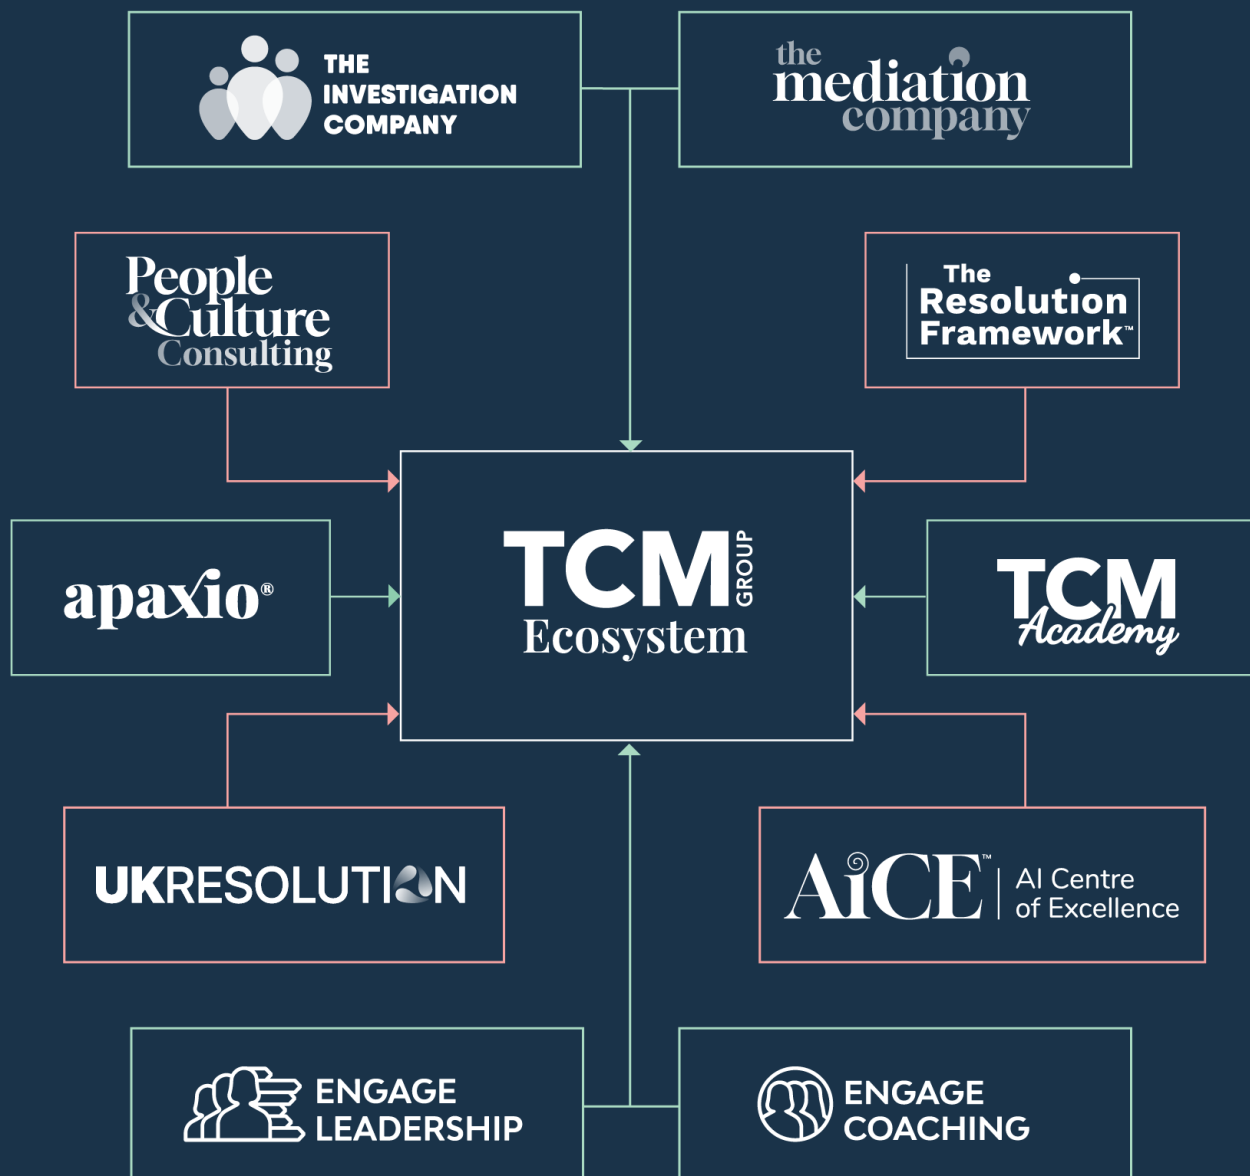 THE
INVESTIGATION
COMPANY
the
mediation
company
People
&Culture
Consulting
The
Resolution
Framework™
apaxio®
TCM GROUP
Ecosystem
TCM
Academy
UKRESOLUTION
AiCE™
AI Centre
of Excellence
ENGAGE
LEADERSHIP
ENGAGE
COACHING